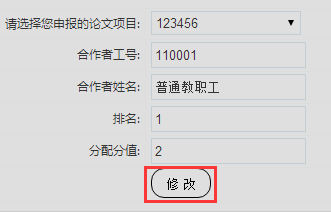 请选择您申报的论文项目: 123456
合作者工号: 110001
合作者姓名: 普通教职工
排名: 1
分配分值: 2
修 改